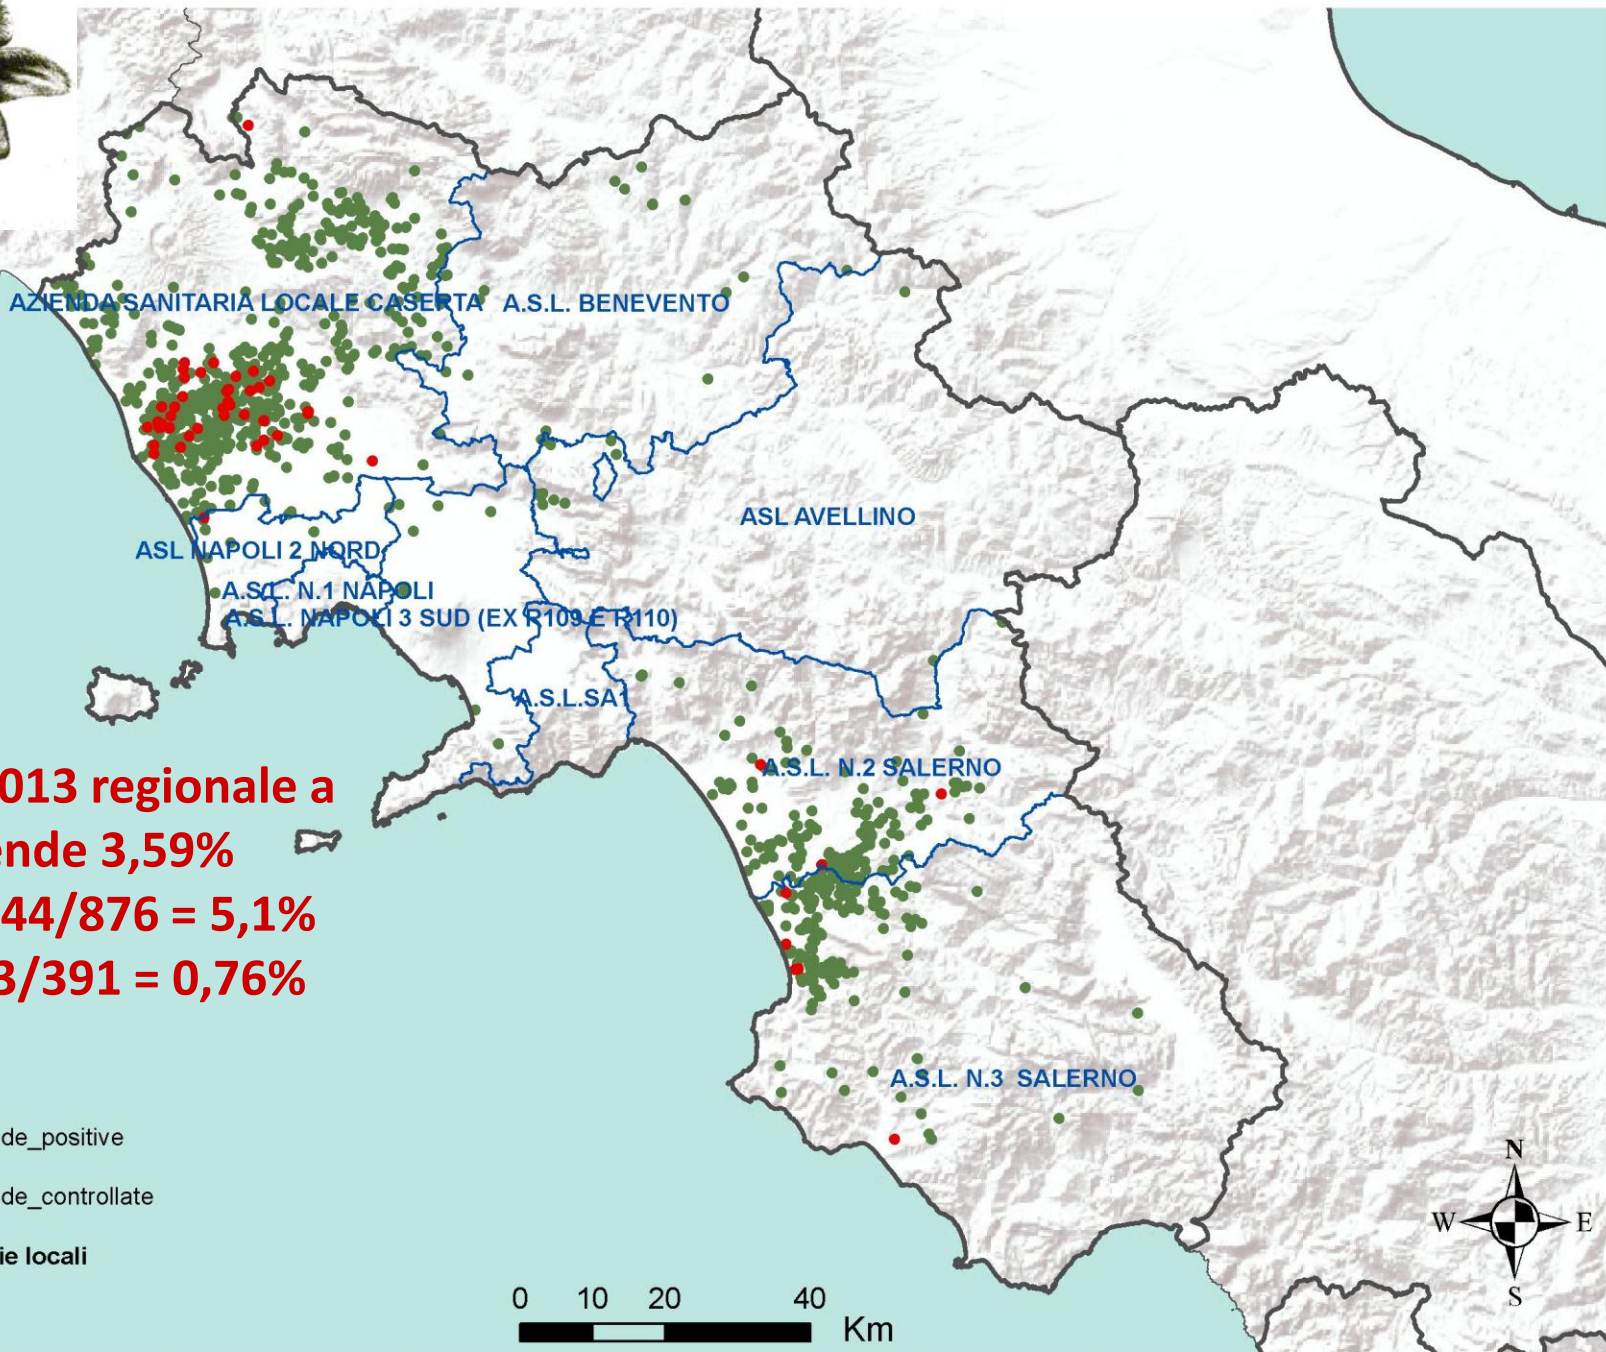 AZIENDA SANITARIA LOCALE CASERTA
A.S.L. BENEVENTO
ASL AVELLINO
ASL NAPOLI 2 NORD
A.S.L. N.1 NAPOLI
A.S.L. NAPOLI 3 SUD (EX R109 E R110)
A.S.L.SA1
A.S.L. N.2 SALERNO
013 regionale a
ende 3,59%
44/876 = 5,1%
3/391 = 0,76%
A.S.L. N.3 SALERNO
de_positive
de_controllate
ie locali
N
W E
S
0 10 20 40
Km